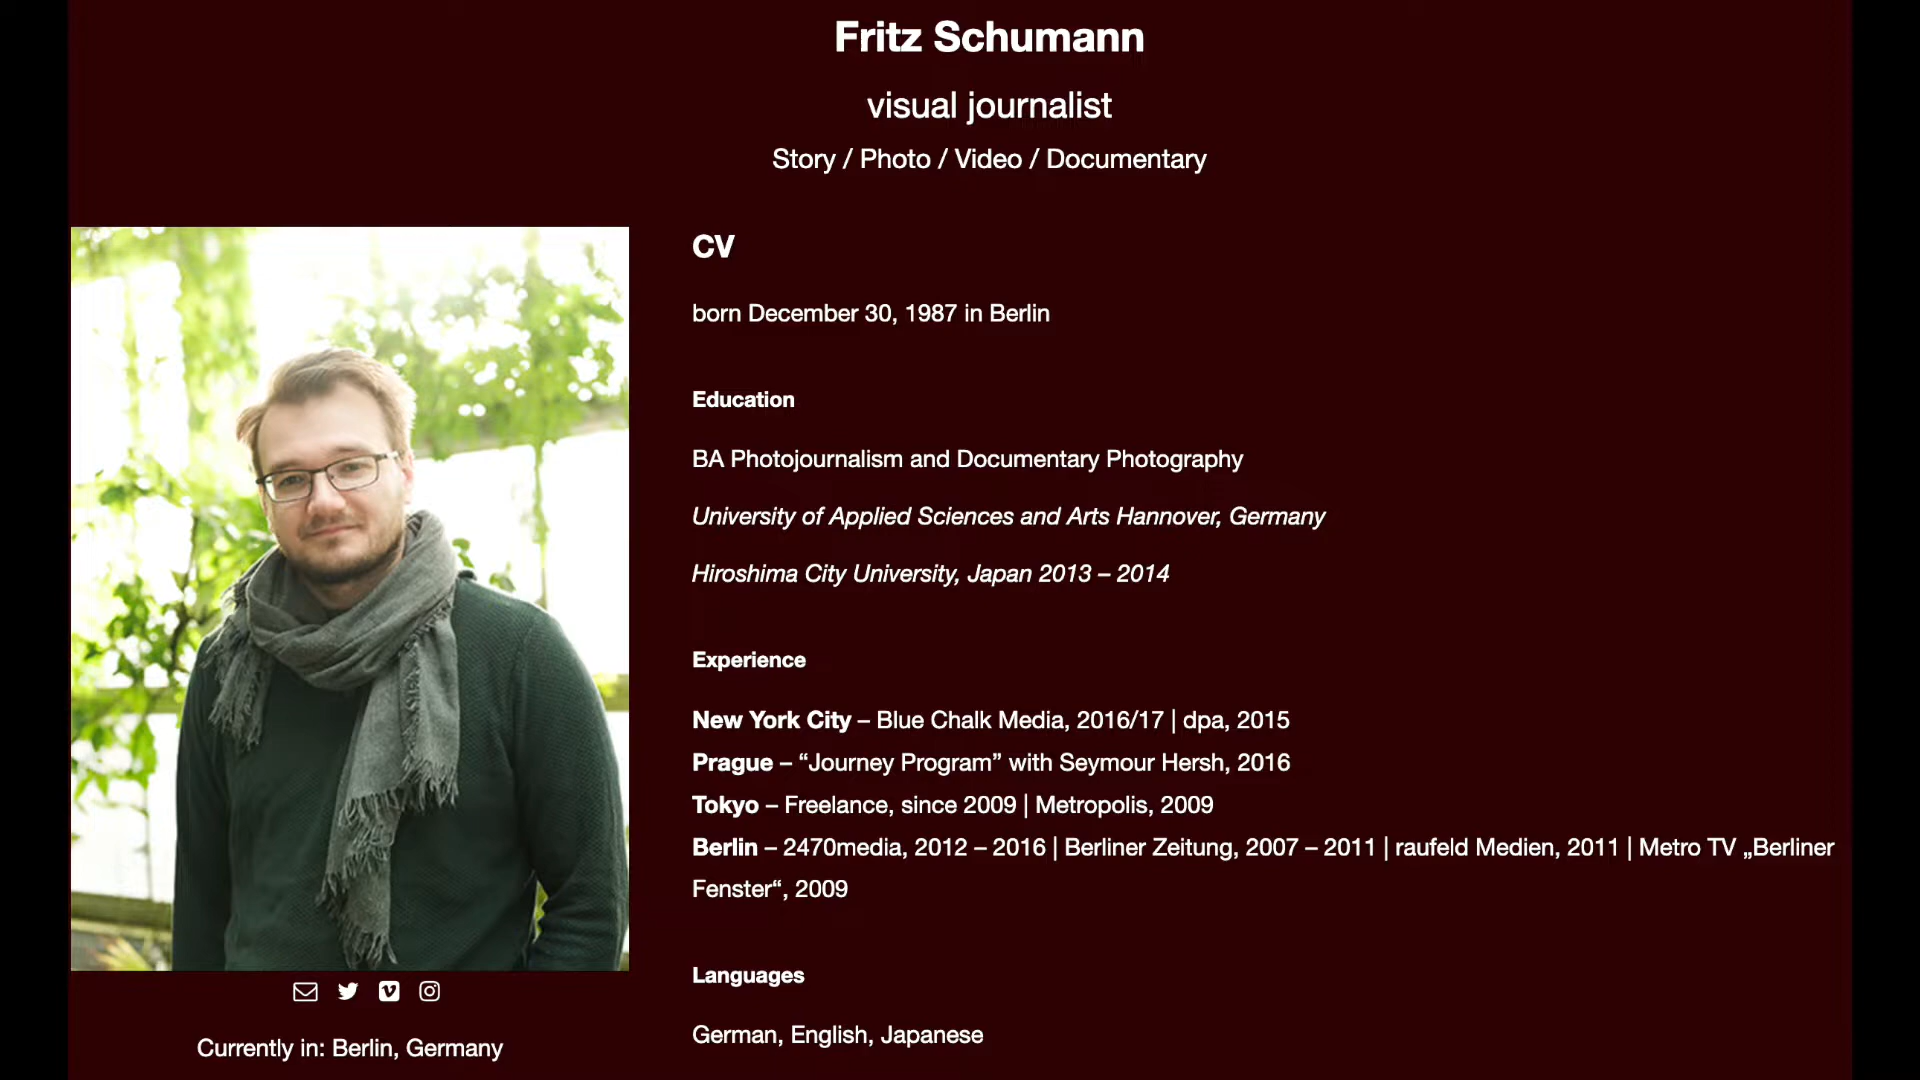 Fritz Schumann
visual journalist
Story / Photo / Video / Documentary
CV
born December 30, 1987 in Berlin
Education
BA Photojournalism and Documentary Photography
University of Applied Sciences and Arts Hannover, Germany
Hiroshima City University, Japan 2013 – 2014
Experience
New York City – Blue Chalk Media, 2016/17 | dpa, 2015
Prague – “Journey Program” with Seymour Hersh, 2016
Tokyo – Freelance, since 2009 | Metropolis, 2009
Berlin – 2470media, 2012 – 2016 | Berliner Zeitung, 2007 – 2011 | raufeld Medien, 2011 | Metro TV „Berliner
Fenster“, 2009
Languages
German, English, Japanese
Currently in: Berlin, Germany